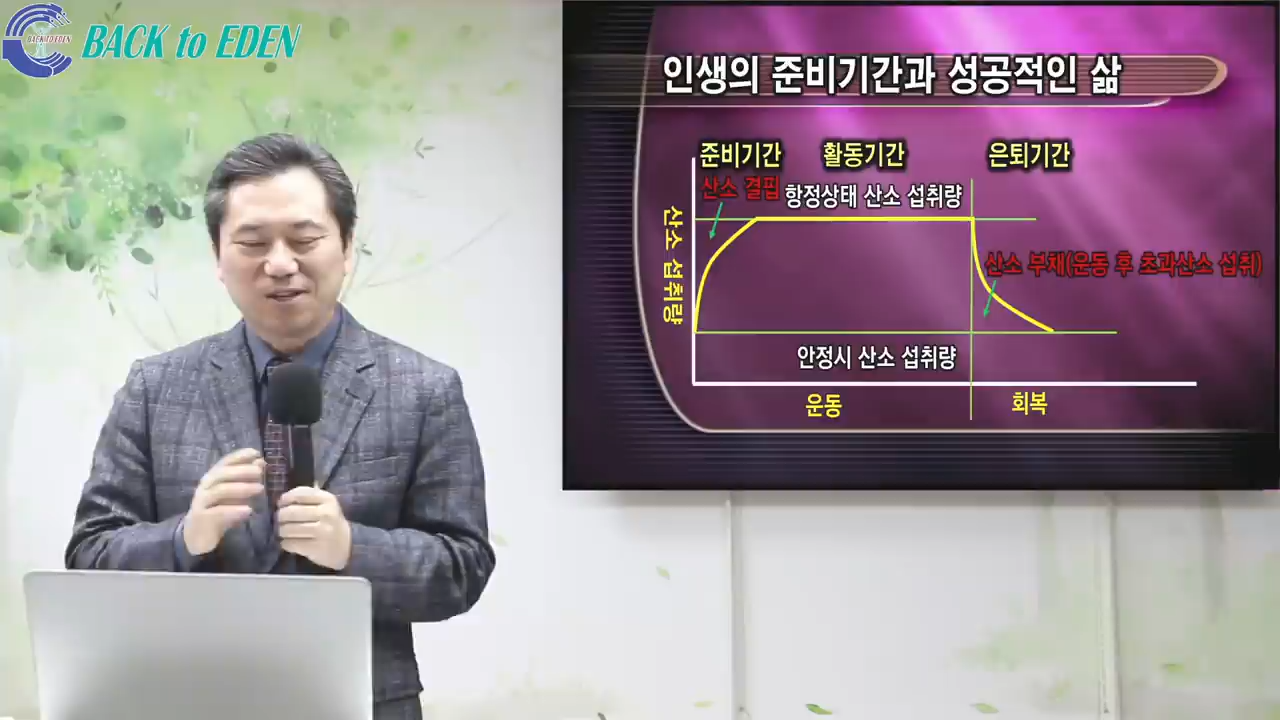 BACK to EDEN
BACK TO EDEN
인생의 준비기간과 성공적인 삶
준비기간 활동기간 은퇴기간
산소 결핍 항정상태 산소 섭취량
산소 섭취량
산소 부채(운동 후 초과산소 섭취)
안정시 산소 섭취량
운동 회복